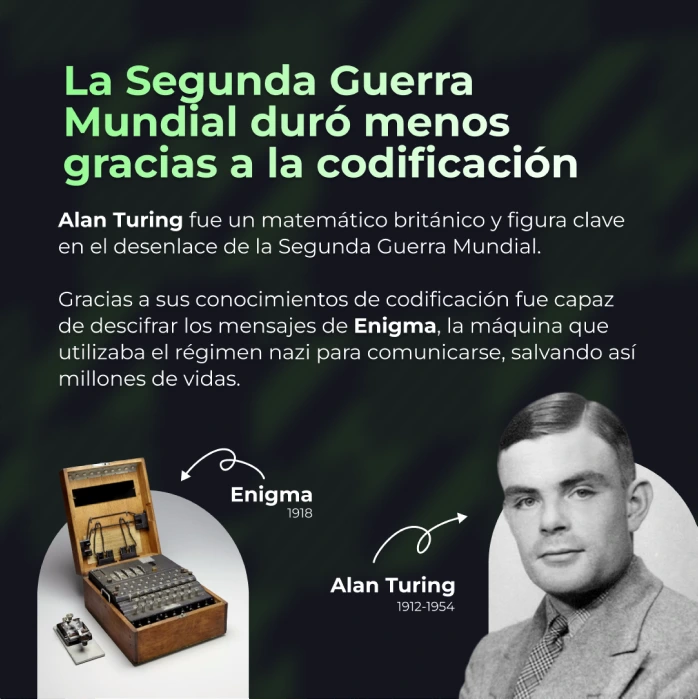 La Segunda Guerra
Mundial duró menos
gracias a la codificación
Alan Turing fue un matemático británico y figura clave
en el desenlace de la Segunda Guerra Mundial.
Gracias a sus conocimientos de codificación fue capaz
de descifrar los mensajes de Enigma, la máquina que
utilizaba el régimen nazi para comunicarse, salvando así
millones de vidas.
Enigma
1918
Alan Turing
1912-1954